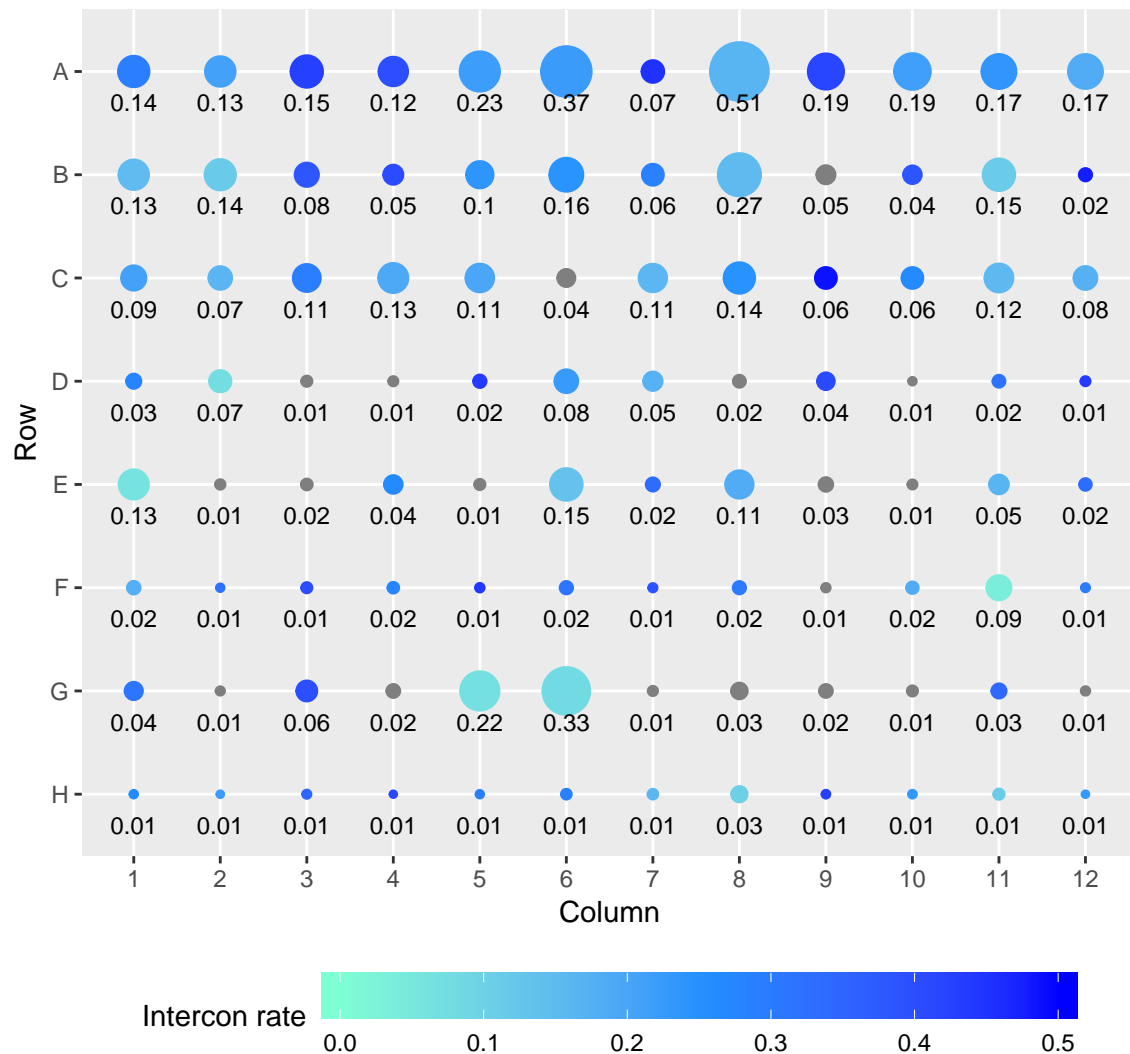 A
0.14 0.13 0.15 0.12 0.23 0.37 0.07 0.51 0.19 0.19 0.17 0.17
B
0.13 0.14 0.08 0.05 0.1 0.16 0.06 0.27 0.05 0.04 0.15 0.02
C
0.09 0.07 0.11 0.13 0.11 0.04 0.11 0.14 0.06 0.06 0.12 0.08
D
0.03 0.07 0.01 0.01 0.02 0.08 0.05 0.02 0.04 0.01 0.02 0.01
Row
E
0.13 0.01 0.02 0.04 0.01 0.15 0.02 0.11 0.03 0.01 0.05 0.02
F
0.02 0.01 0.01 0.02 0.01 0.02 0.01 0.02 0.01 0.02 0.09 0.01
G
0.04 0.01 0.06 0.02 0.22 0.33 0.01 0.03 0.02 0.01 0.03 0.01
H
0.01 0.01 0.01 0.01 0.01 0.01 0.01 0.03 0.01 0.01 0.01 0.01
1 2 3 4 5 6 7 8 9 10 11 12
Column
Intercon rate
0.0 0.1 0.2 0.3 0.4 0.5